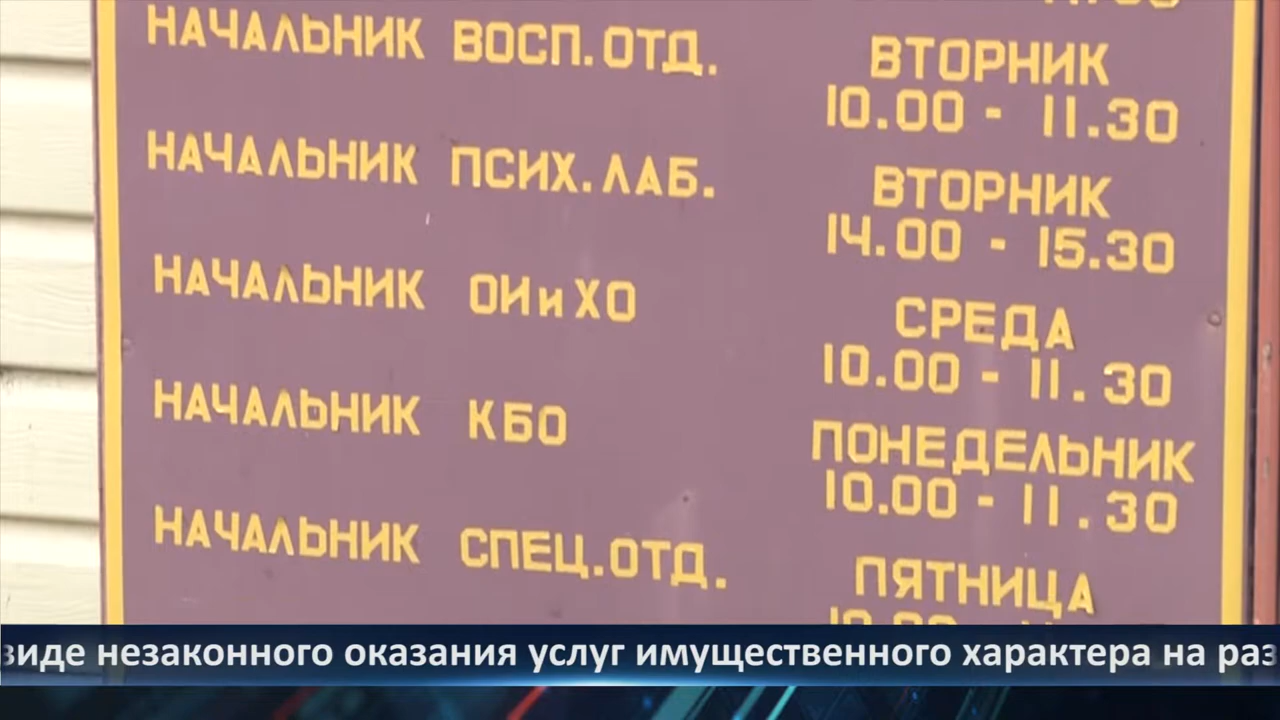 НАЧАЛЬНИК ВОСП.ОТД.
ВТОРНИК
10.00 - 11.30
НАЧАЛЬНИК ПСИХ.ЛАБ.
ВТОРНИК
14.00 - 15.30
НАЧАЛЬНИК ОИиХО
СРЕДА
10.00 - 11.30
НАЧАЛЬНИК КБО
ПОНЕДЕЛЬНИК
10.00 - 11.30
НАЧАЛЬНИК СПЕЦ.ОТД.
ПЯТНИЦА
виде незаконного оказания услуг имущественного характера на раз